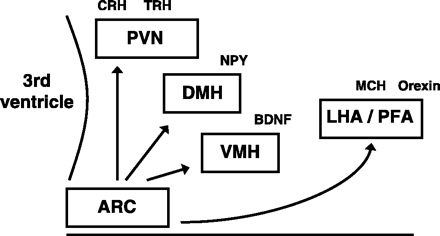 CRH TRH
PVN
3rd
ventricle
NPY
DMH
MCH Orexin
LHA / PFA
BDNF
VMH
ARC